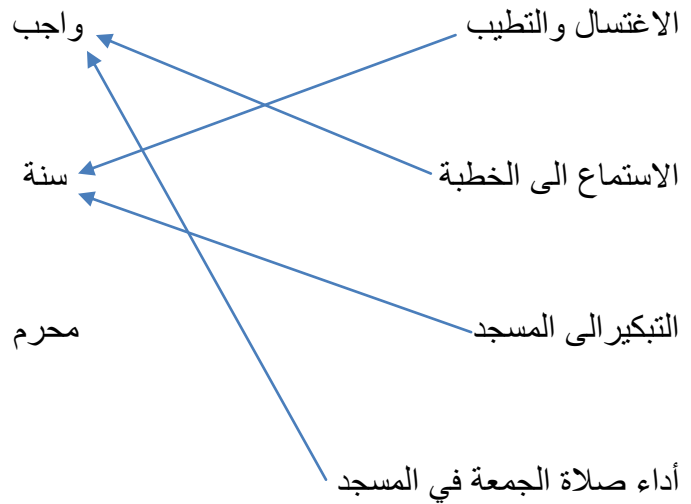 الاغتسال والتطيب
واجب
الاستماع الى الخطبة
سنة
التبكيرالى المسجد
محرم
أداء صلاة الجمعة في المسجد